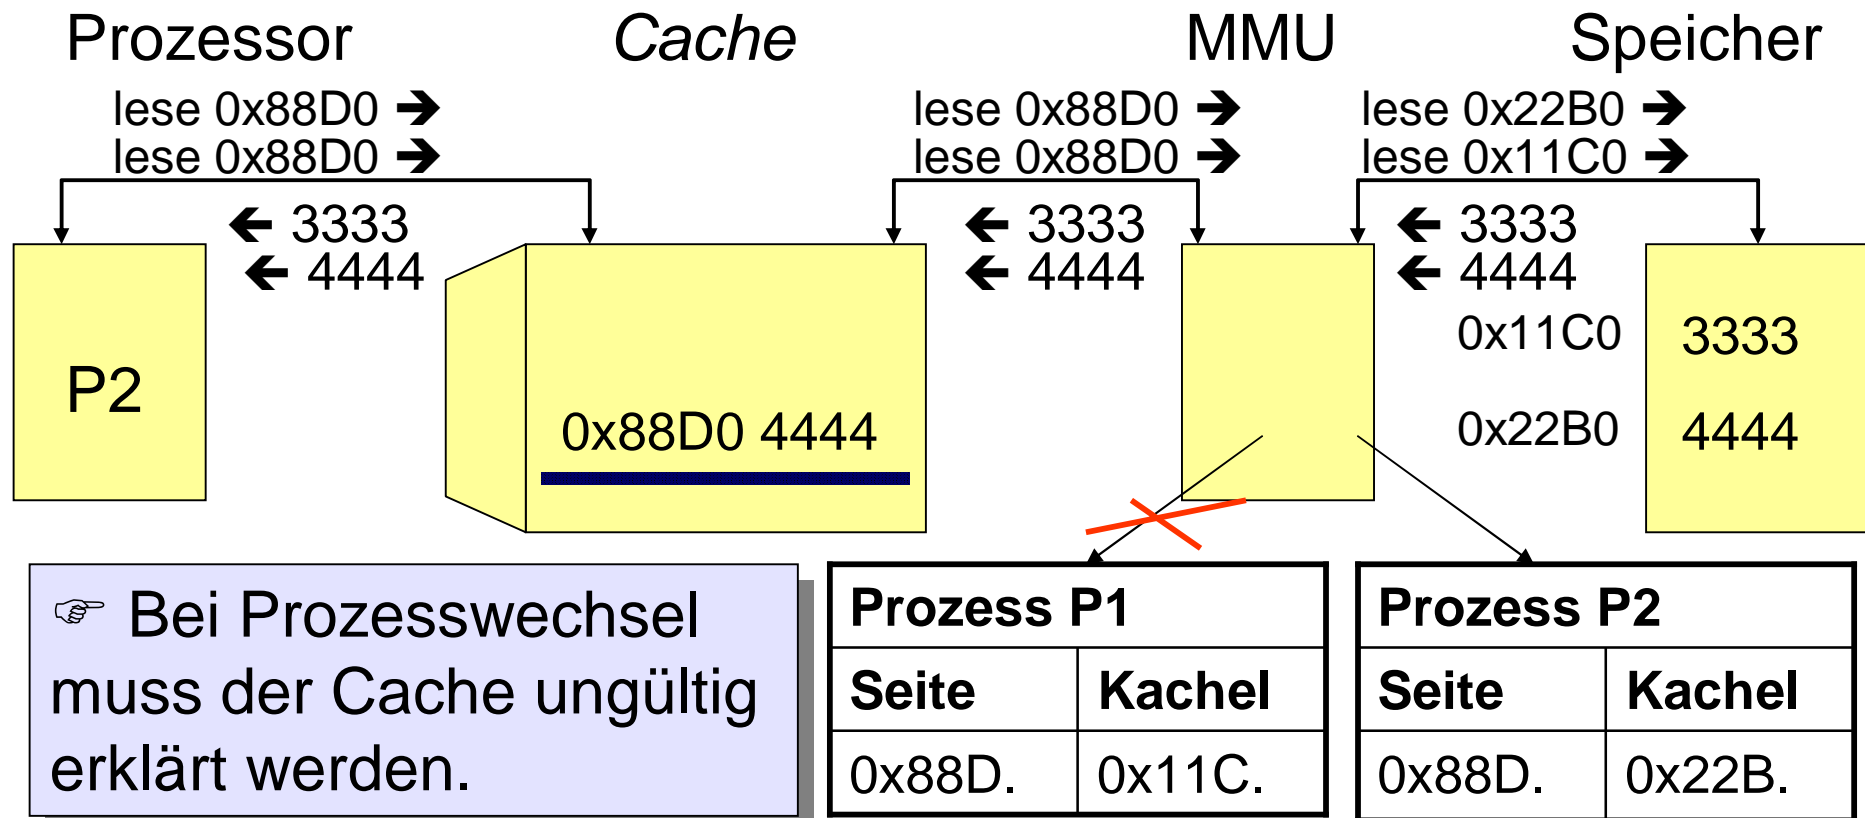 Prozessor Cache MMU Speicher
lese 0x88D0 ➔ lese 0x88D0 ➔ lese 0x22B0 ➔
lese 0x88D0 ➔ lese 0x88D0 ➔ lese 0x11C0 ➔
🡸 3333 🡸 3333 🡸 3333
🡸 4444 🡸 4444 🡸 4444
0x11C0 3333
P2
0x88D0 4444 0x22B0 4444
☞ Bei Prozesswechsel
muss der Cache ungültig
erklärt werden.
Prozess P1
Seite Kachel
0x88D. 0x11C.
Prozess P2
Seite Kachel
0x88D. 0x22B.